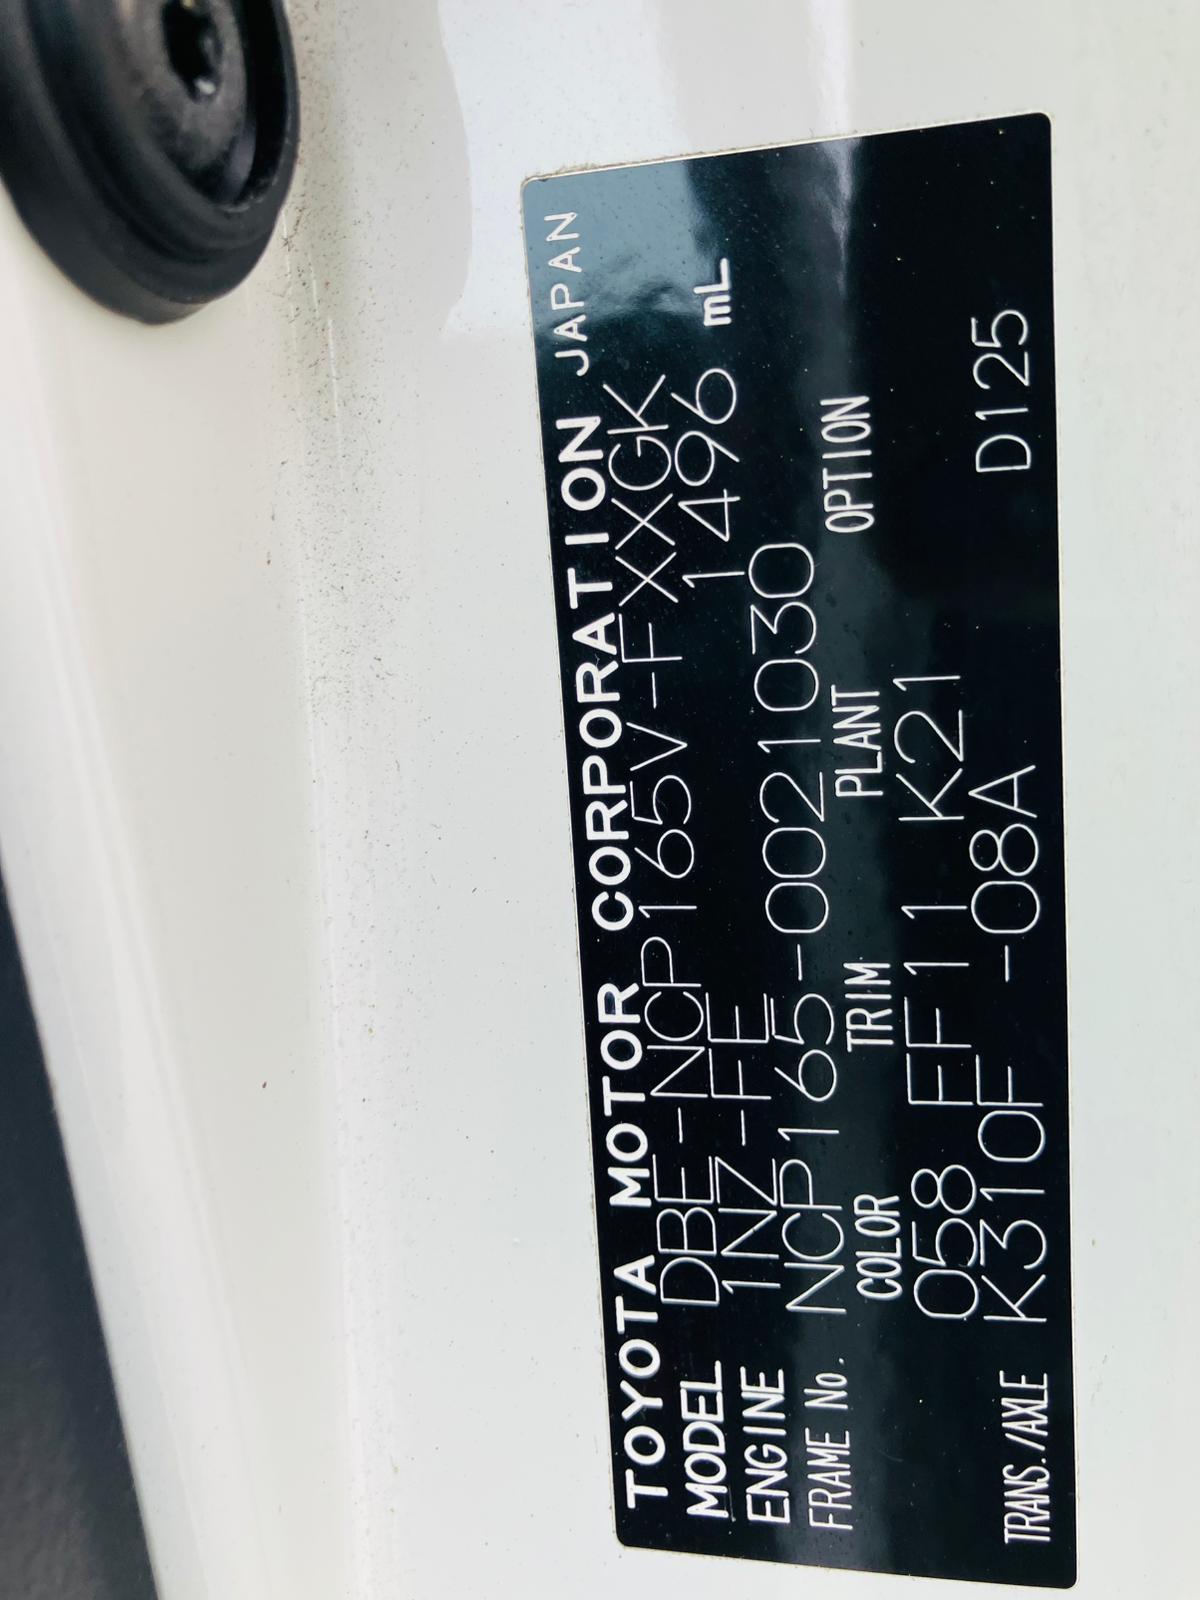 TOYOTA MOTOR CORPORATION JAPAN
MODEL DBE-NCP165V-FXXGK
ENGINE 1NZ-FE 1496 mL
FRAME No. NCP165-0021030
COLOR TRIM PLANT OPTION
058 EF11 K21
TRANS./AXLE K310F -08A D125